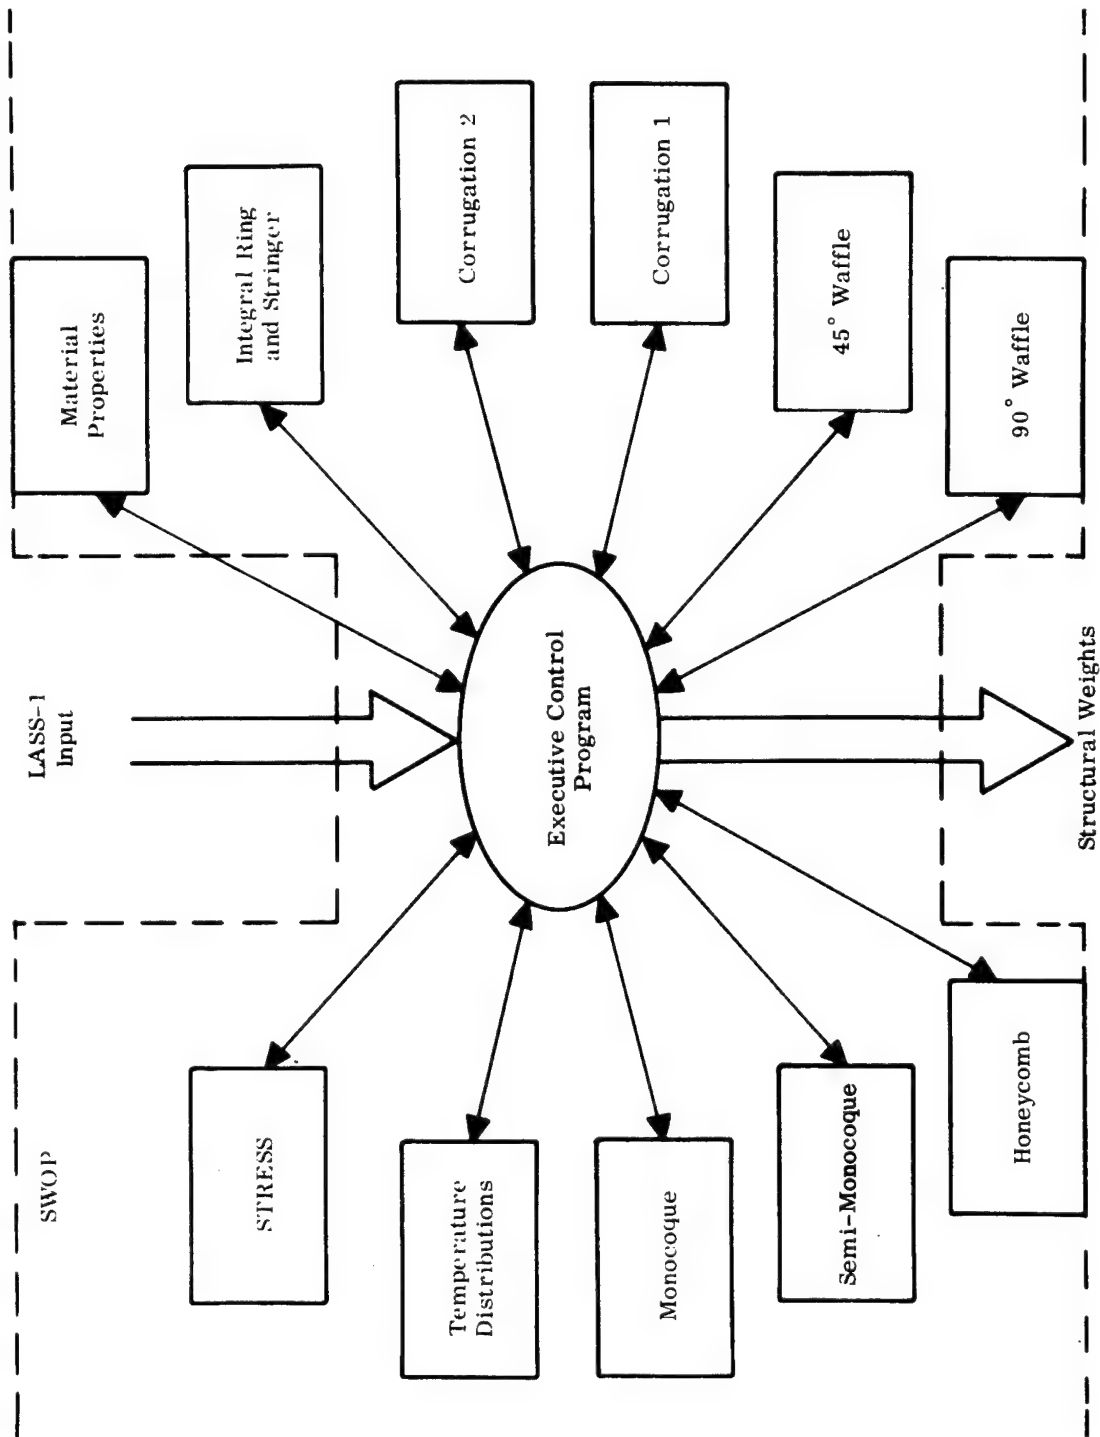 SWOP
LASS-1
Input
STRESS
Temperature
Distributions
Monocoque
Semi-Monocoque
Honeycomb
Executive Control
Program
Material
Properties
Integral Ring
and Stringer
Corrugation 2
Corrugation 1
45° Waffle
90° Waffle
Structural Weights